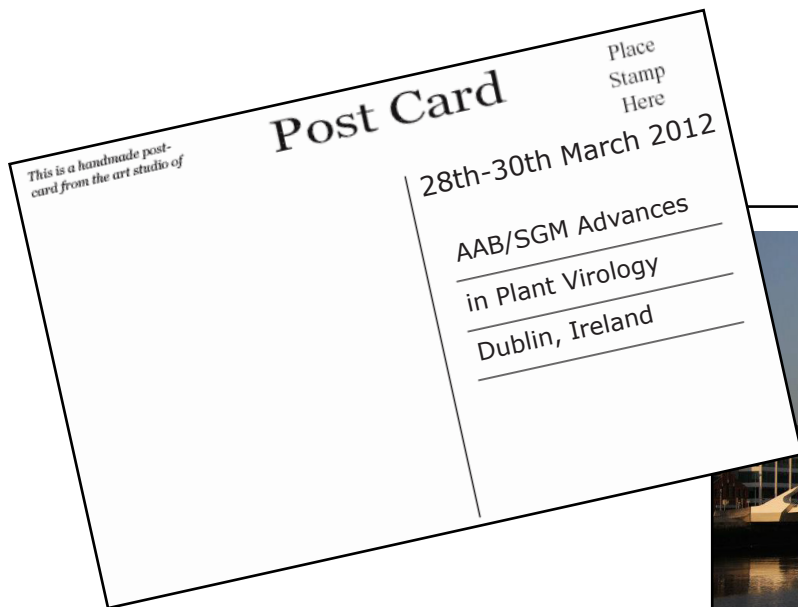 Post Card
Place
Stamp
Here
This is a handmade post-
card from the art studio of
28th-30th March 2012
AAB/SGM Advances
in Plant Virology
Dublin, Ireland